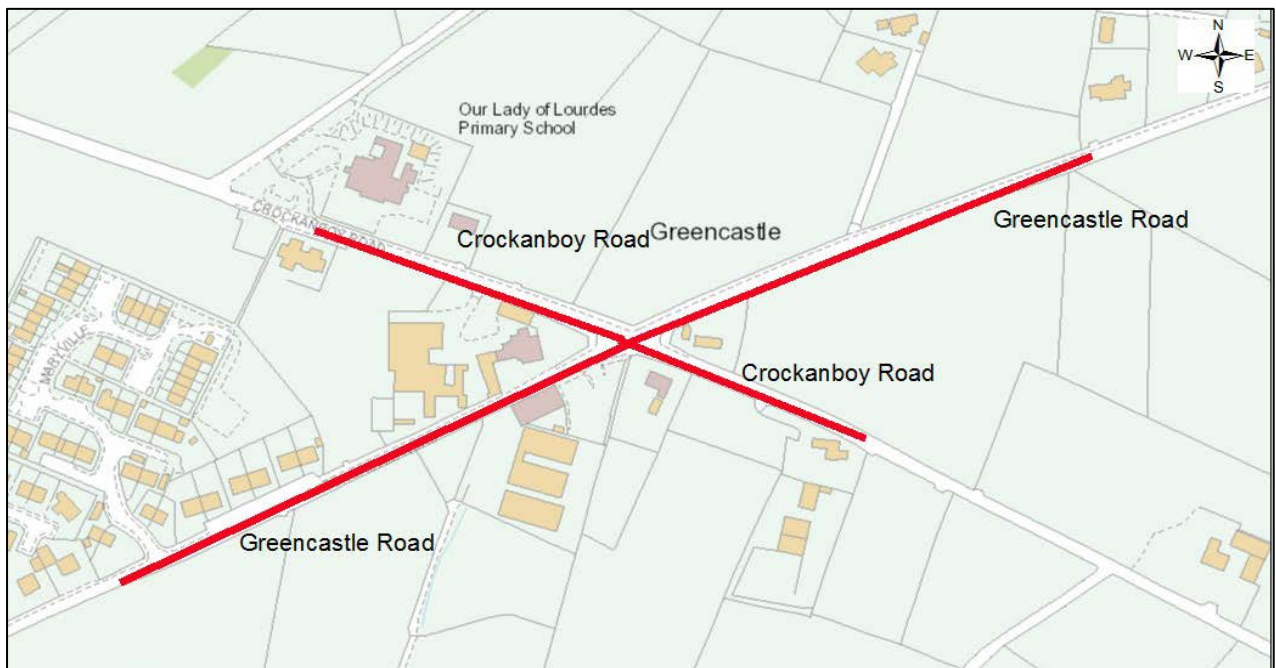 N
W E
S
Our Lady of Lourdes
Primary School
CROCKANBOY ROAD
Crockanboy Road
Greencastle
Greencastle Road
MARYVILLE
Crockanboy Road
Greencastle Road